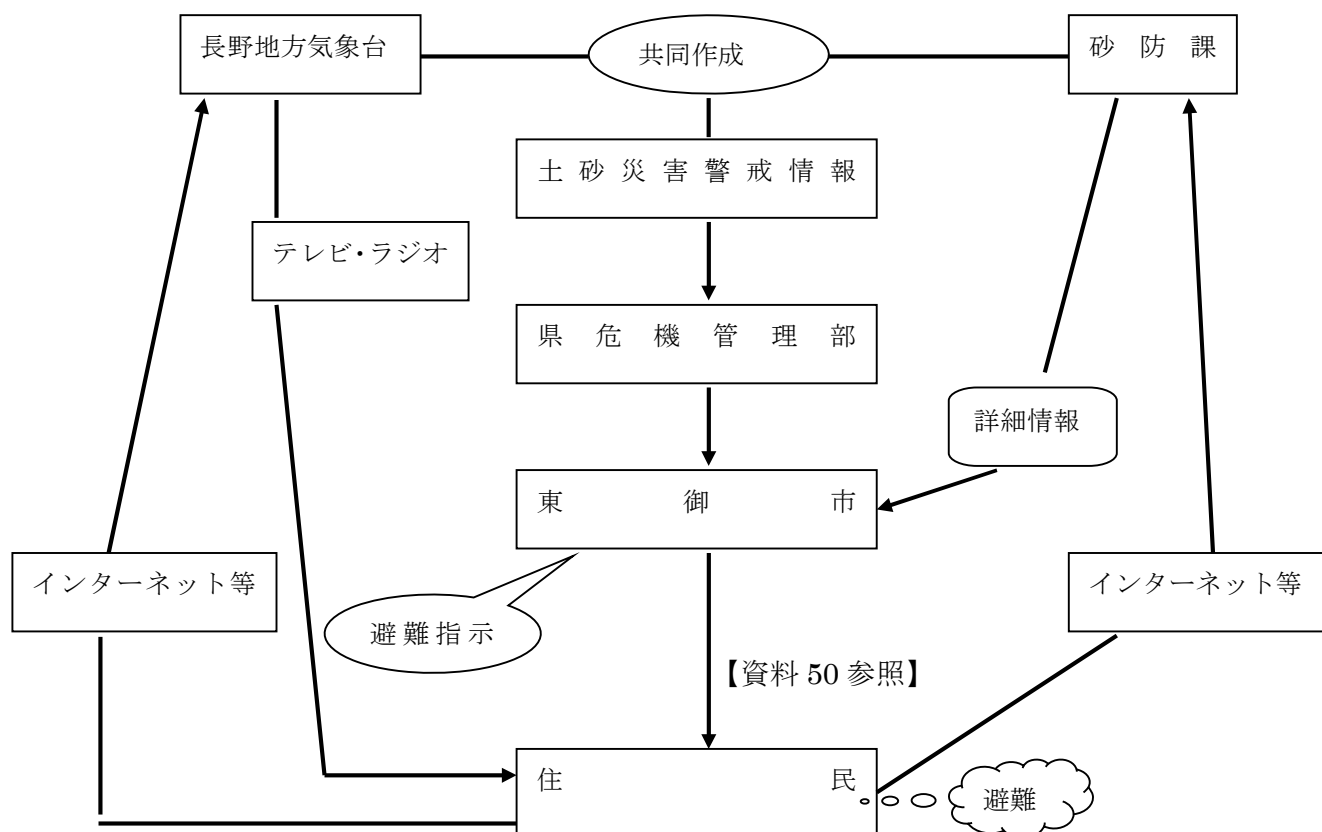 長野地方気象台
共同作成
砂防課
土砂災害警戒情報
テレビ・ラジオ
県危機管理部
詳細情報
東御市
インターネット等
インターネット等
避難指示
【資料 50 参照】
住民
避難